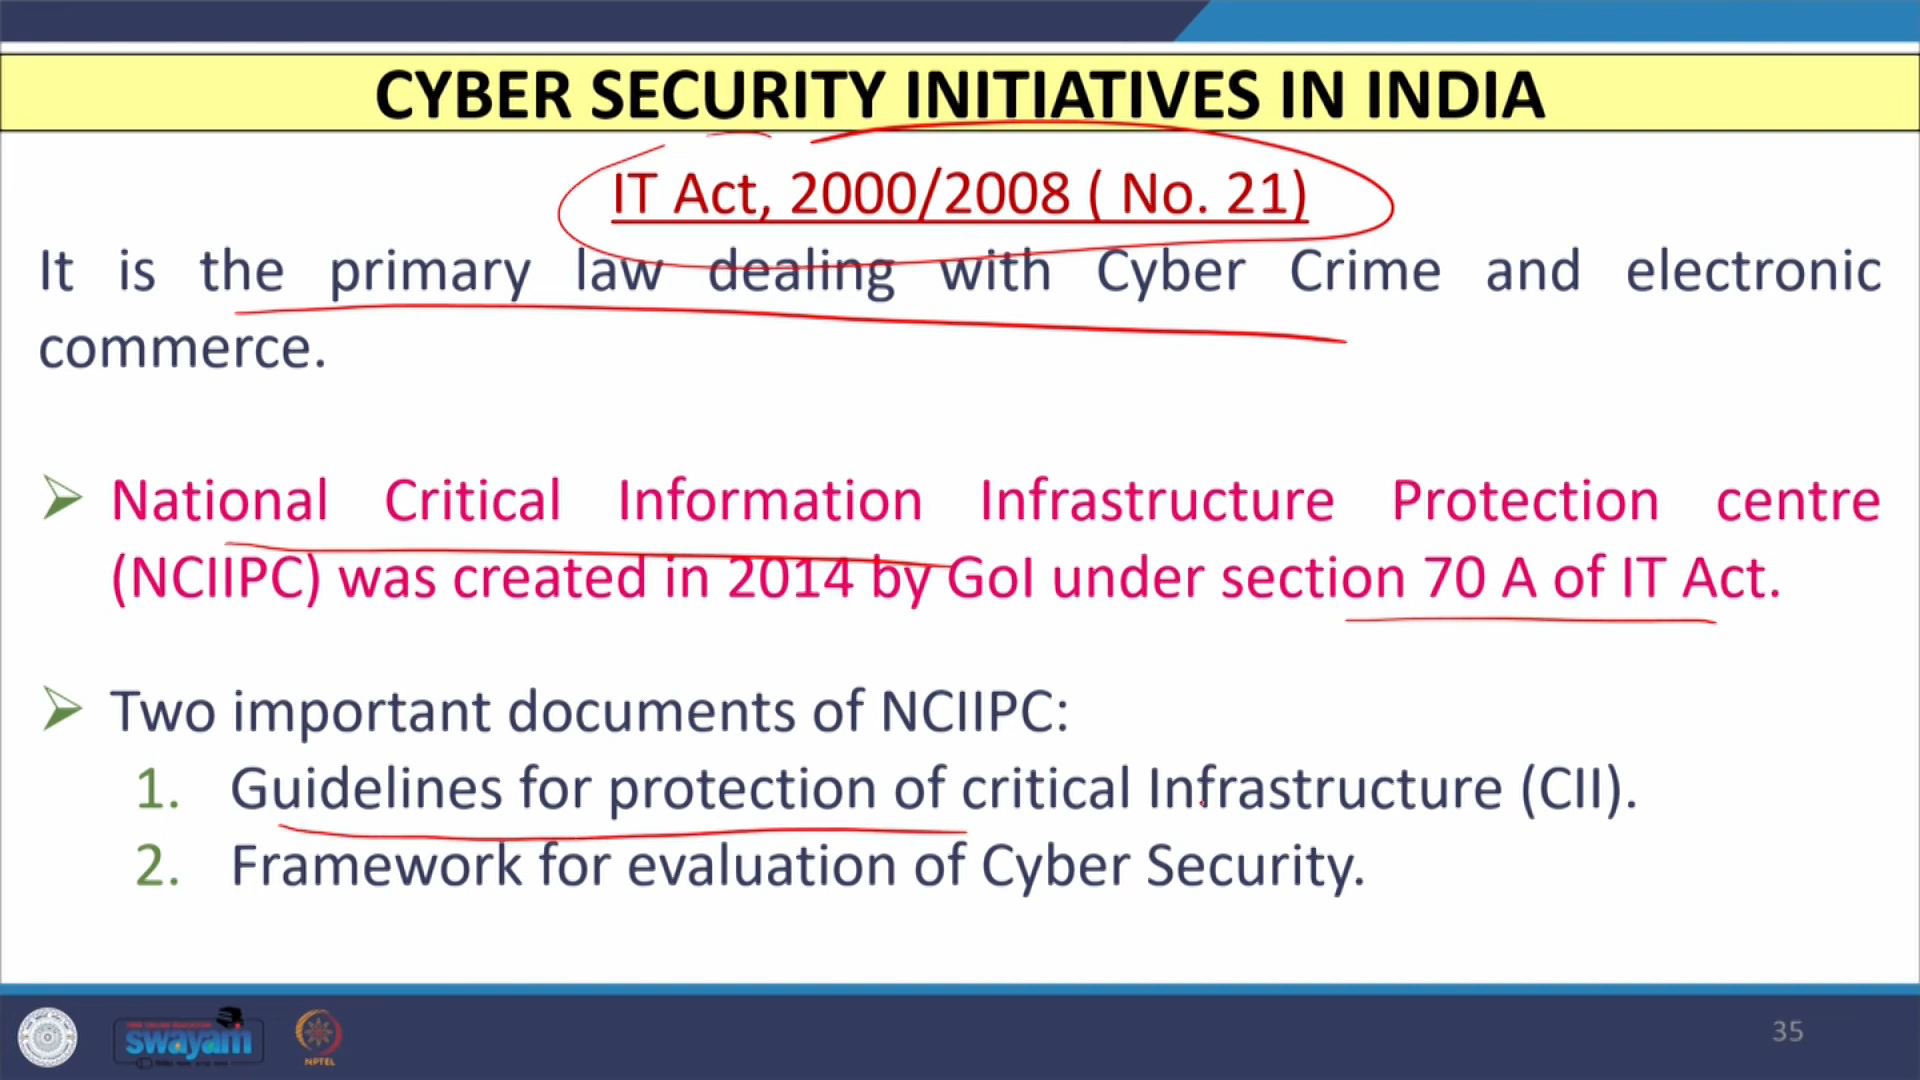 CYBER SECURITY INITIATIVES IN INDIA
IT Act, 2000/2008 ( No. 21)
It is the primary law dealing with Cyber Crime and electronic
commerce.
National Critical Information Infrastructure Protection centre
(NCIIPC) was created in 2014 by GoI under section 70 A of IT Act.
Two important documents of NCIIPC:
1. Guidelines for protection of critical Infrastructure (CII).
2. Framework for evaluation of Cyber Security.
swayam
NPTEL
35